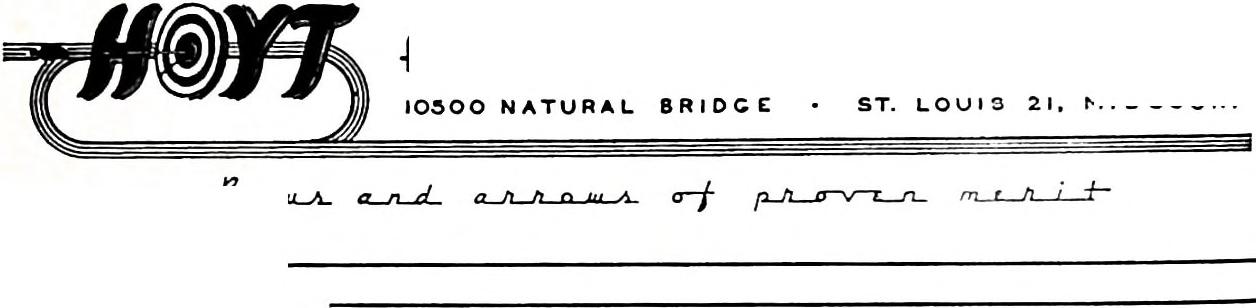 HOYT
10500 NATURAL BRIDGE • ST. LOUIS 21,
and arrows of proven merit